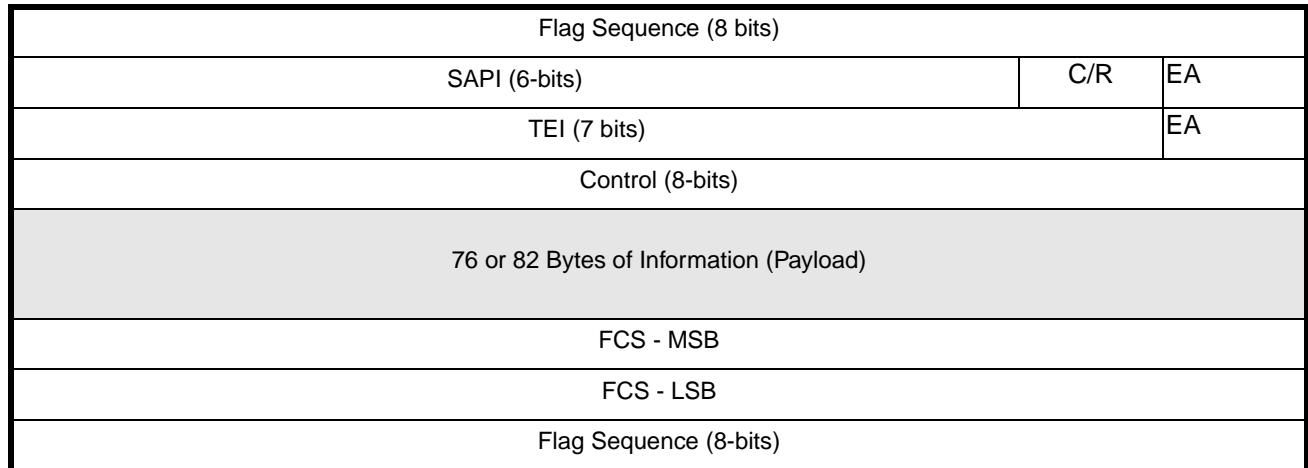 Flag Sequence (8 bits)
SAPI (6-bits) C/R EA
TEI (7 bits) EA
Control (8-bits)
76 or 82 Bytes of Information (Payload)
FCS - MSB
FCS - LSB
Flag Sequence (8-bits)